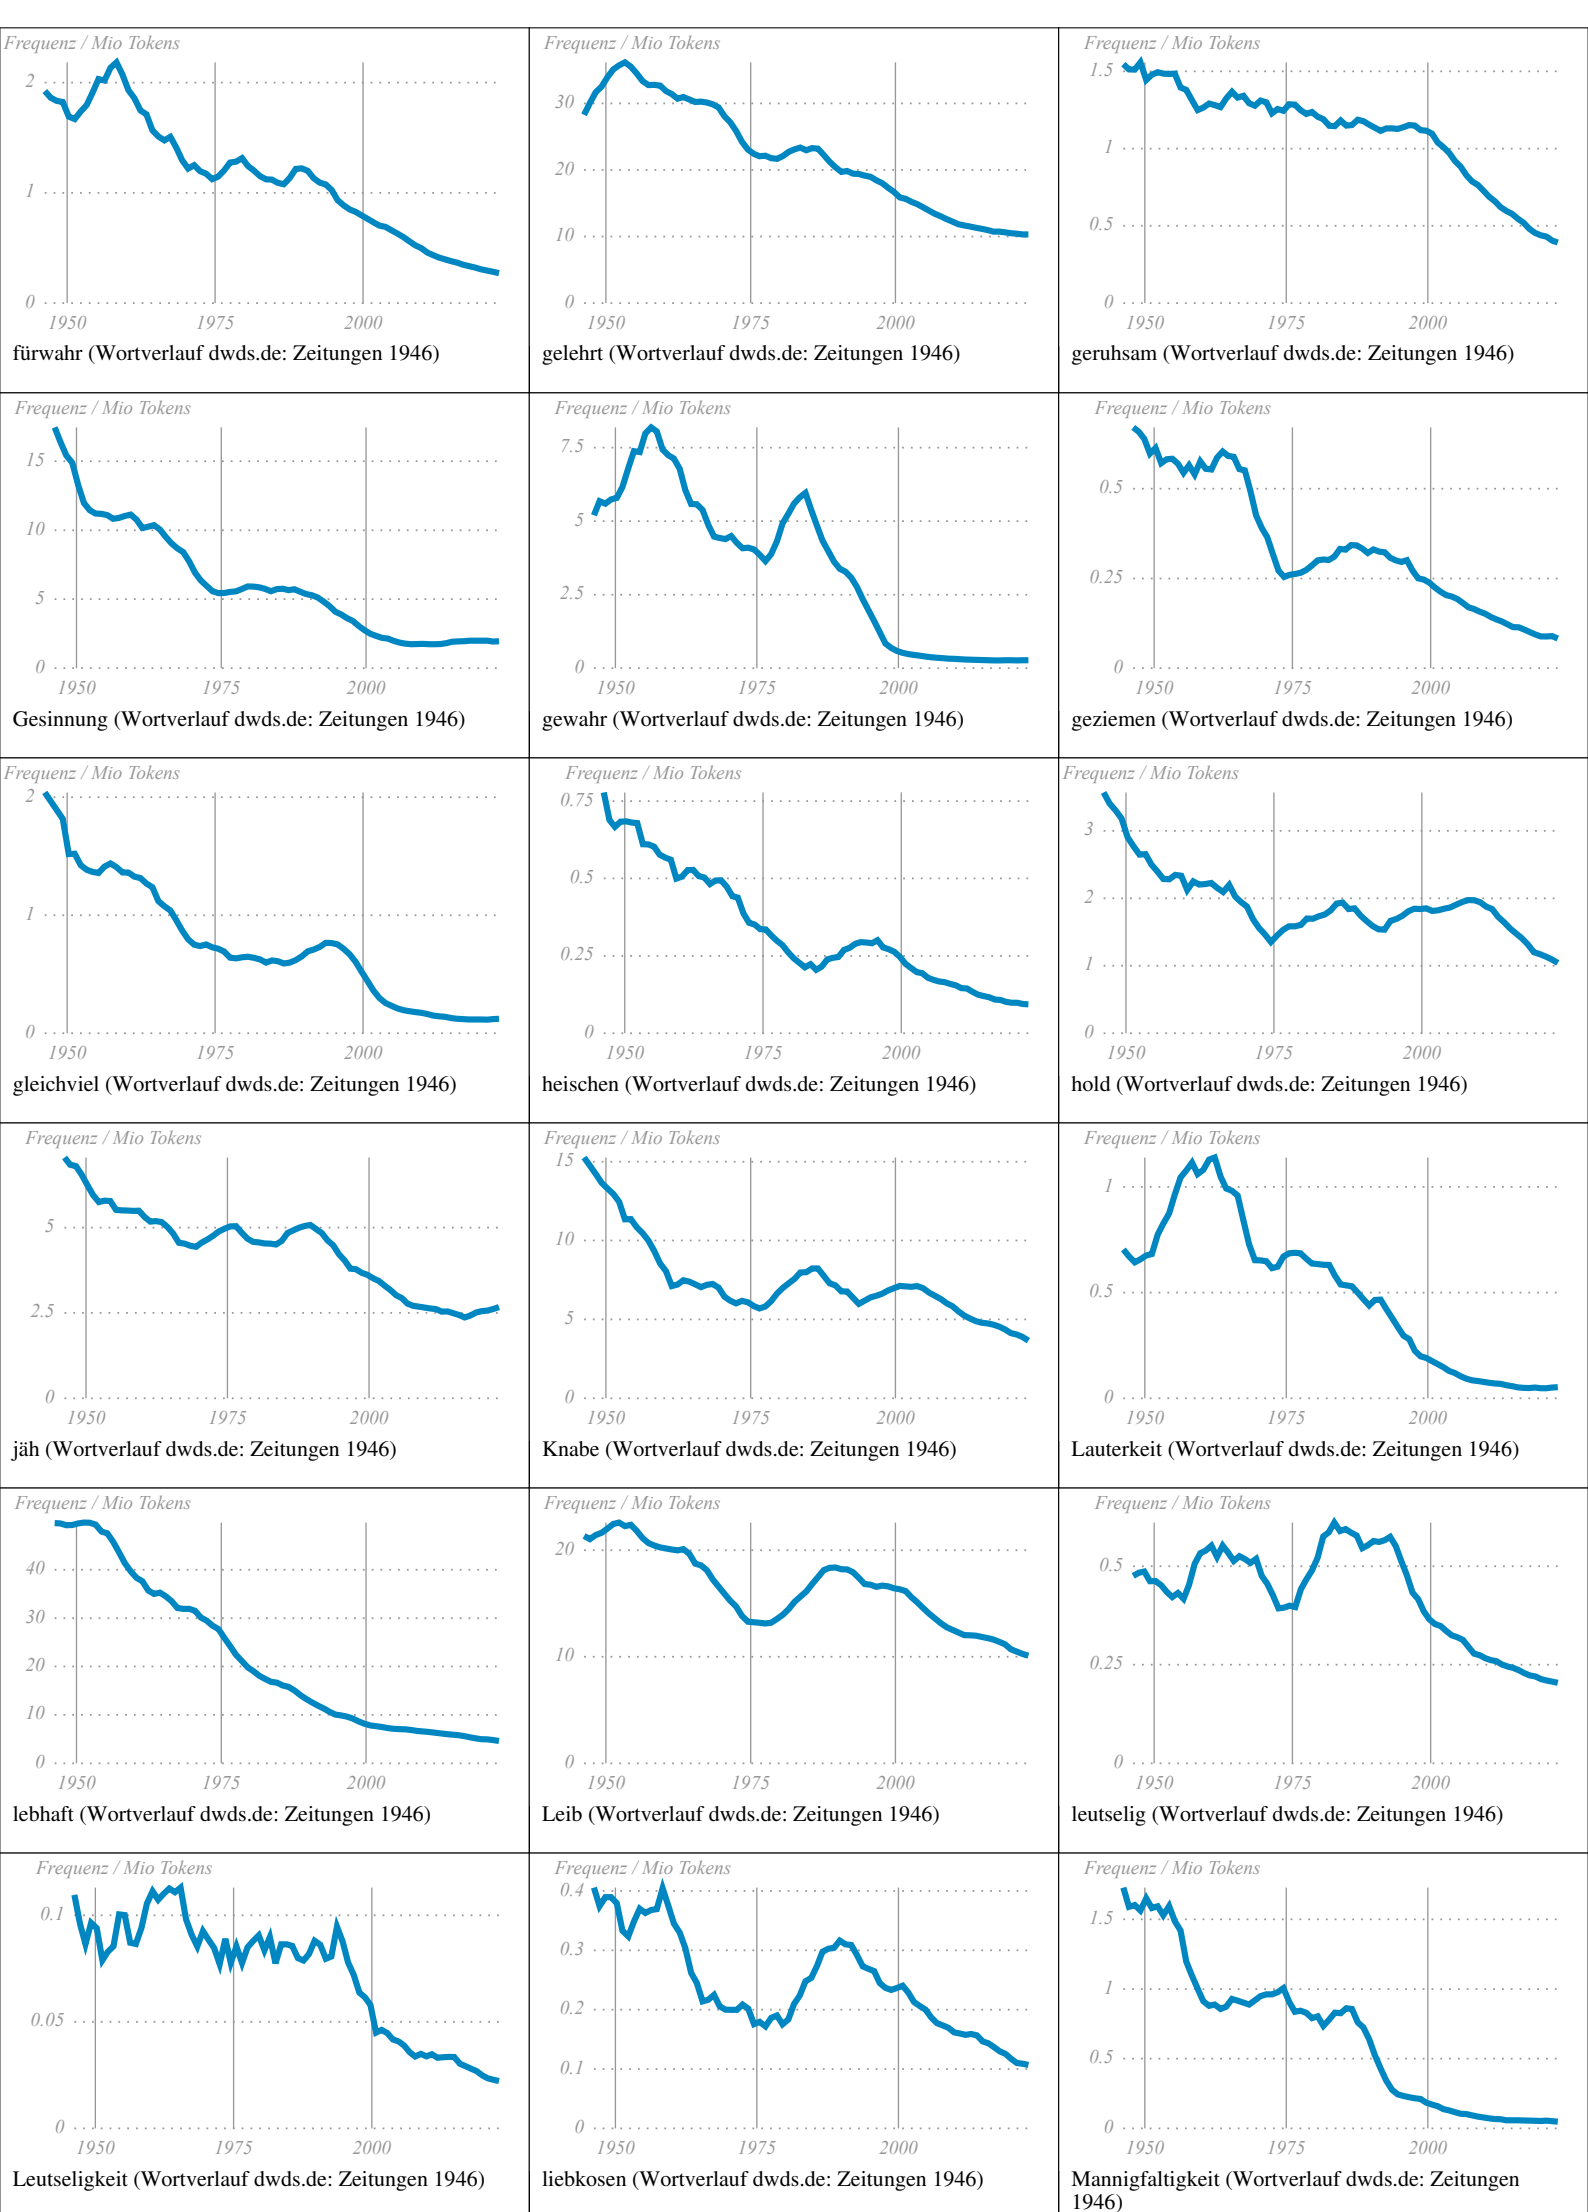 Frequenz / Mio Tokens
2
1
0
1950 1975 2000
fürwahr (Wortverlauf dwds.de: Zeitungen 1946)
Frequenz / Mio Tokens
30
20
10
0
1950 1975 2000
gelehrt (Wortverlauf dwds.de: Zeitungen 1946)
Frequenz / Mio Tokens
1.5
1
0.5
0
1950 1975 2000
geruhsam (Wortverlauf dwds.de: Zeitungen 1946)
Frequenz / Mio Tokens
15
10
5
0
1950 1975 2000
Gesinnung (Wortverlauf dwds.de: Zeitungen 1946)
Frequenz / Mio Tokens
7.5
5
2.5
0
1950 1975 2000
gewahr (Wortverlauf dwds.de: Zeitungen 1946)
Frequenz / Mio Tokens
0.5
0.25
0
1950 1975 2000
geziemen (Wortverlauf dwds.de: Zeitungen 1946)
Frequenz / Mio Tokens
2
1
0
1950 1975 2000
gleichviel (Wortverlauf dwds.de: Zeitungen 1946)
Frequenz / Mio Tokens
0.75
0.5
0.25
0
1950 1975 2000
heischen (Wortverlauf dwds.de: Zeitungen 1946)
Frequenz / Mio Tokens
3
2
1
0
1950 1975 2000
hold (Wortverlauf dwds.de: Zeitungen 1946)
Frequenz / Mio Tokens
5
2.5
0
1950 1975 2000
jäh (Wortverlauf dwds.de: Zeitungen 1946)
Frequenz / Mio Tokens
15
10
5
0
1950 1975 2000
Knabe (Wortverlauf dwds.de: Zeitungen 1946)
Frequenz / Mio Tokens
1
0.5
0
1950 1975 2000
Lauterkeit (Wortverlauf dwds.de: Zeitungen 1946)
Frequenz / Mio Tokens
40
30
20
10
0
1950 1975 2000
lebhaft (Wortverlauf dwds.de: Zeitungen 1946)
Frequenz / Mio Tokens
20
10
0
1950 1975 2000
Leib (Wortverlauf dwds.de: Zeitungen 1946)
Frequenz / Mio Tokens
0.5
0.25
0
1950 1975 2000
leutselig (Wortverlauf dwds.de: Zeitungen 1946)
Frequenz / Mio Tokens
0.1
0.05
0
1950 1975 2000
Leutseligkeit (Wortverlauf dwds.de: Zeitungen 1946)
Frequenz / Mio Tokens
0.4
0.3
0.2
0.1
0
1950 1975 2000
liebkosen (Wortverlauf dwds.de: Zeitungen 1946)
Frequenz / Mio Tokens
1.5
1
0.5
0
1950 1975 2000
Mannigfaltigkeit (Wortverlauf dwds.de: Zeitungen
1946)